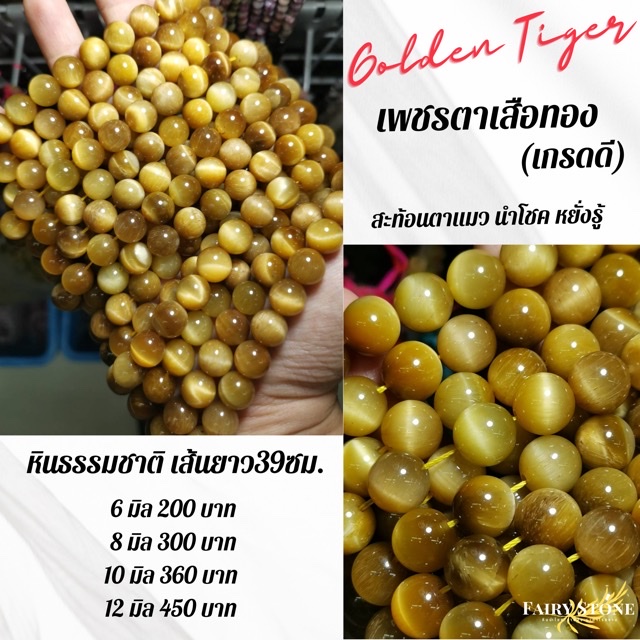 Golden Tiger
เพชรตาเสือทอง
(เกรดดี)
สะท้อนตาแมว นำโชค หยั่งรู้
หินธรรมชาติ เส้นยาว39ซม.
6 มิล 200 บาท
8 มิล 300 บาท
10 มิล 360 บาท
12 มิล 450 บาท
FAIRY STONE